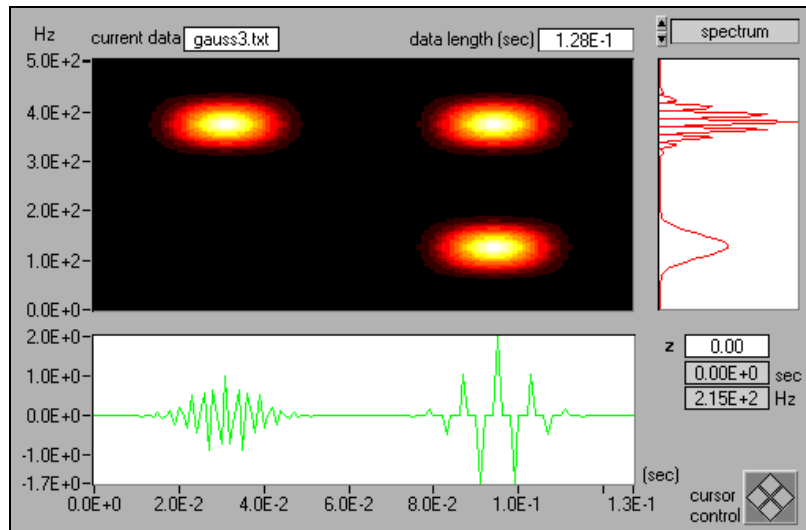 Hz current data gauss3.txt data length (sec) 1.28E-1 spectrum
5.0E+2
4.0E+2
3.0E+2
2.0E+2
1.0E+2
0.0E+0
2.0E+0
1.0E+0
0.0E+0
-1.0E+0
-1.7E+0
0.0E+0 2.0E-2 4.0E-2 6.0E-2 8.0E-2 1.0E-1 1.3E-1
(sec)
z 0.00
0.00E+0 sec
2.15E+2 Hz
cursor
control